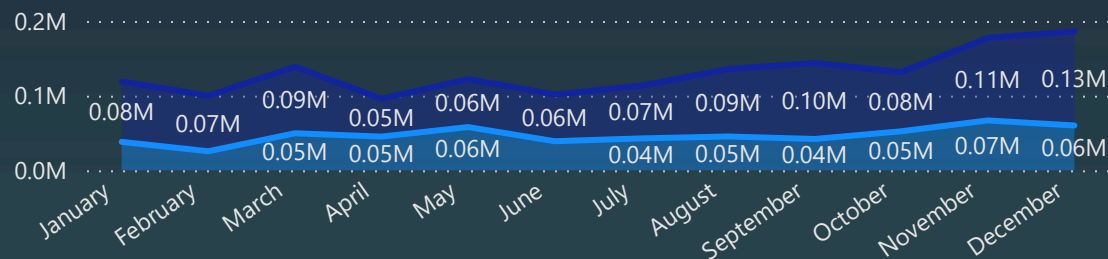 0.2M
0.1M
0.0M
0.08M 0.07M 0.09M 0.05M 0.06M 0.06M 0.07M 0.09M 0.10M 0.08M 0.11M 0.13M
0.05M 0.05M 0.06M 0.04M 0.05M 0.04M 0.05M 0.07M 0.06M
January February March April May June July August September October November December